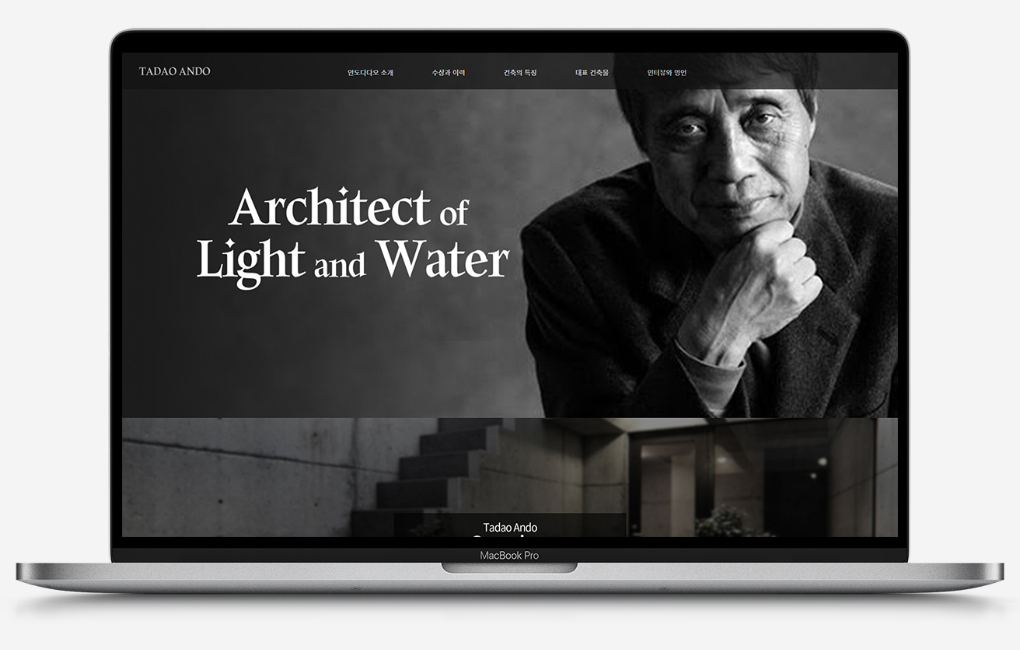 TADAO ANDO
안도다다오 소개
수상과 이력
건축의 특징
대표 건축물
인터뷰와 명언
Architect of
Light and Water
Tadao Ando
MacBook Pro